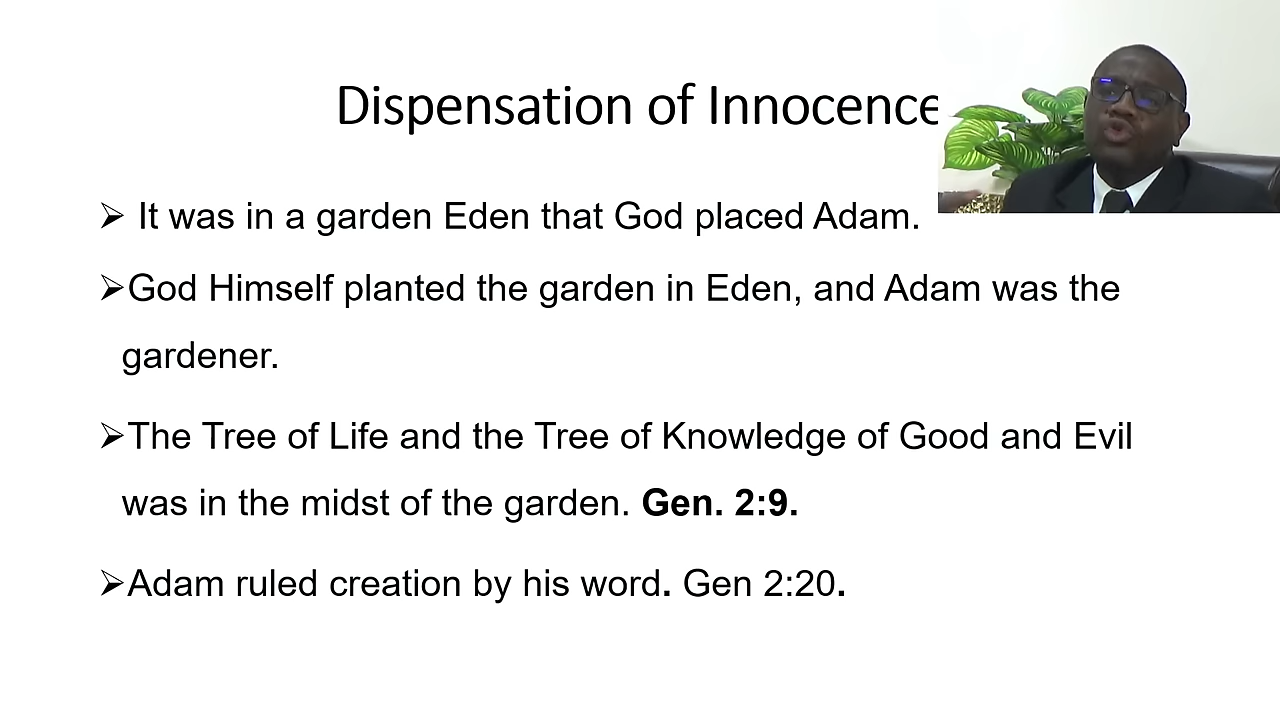 Dispensation of Innocence
➢ It was in a garden Eden that God placed Adam.
➢God Himself planted the garden in Eden, and Adam was the
gardener.
➢The Tree of Life and the Tree of Knowledge of Good and Evil
was in the midst of the garden. Gen. 2:9.
➢Adam ruled creation by his word. Gen 2:20.